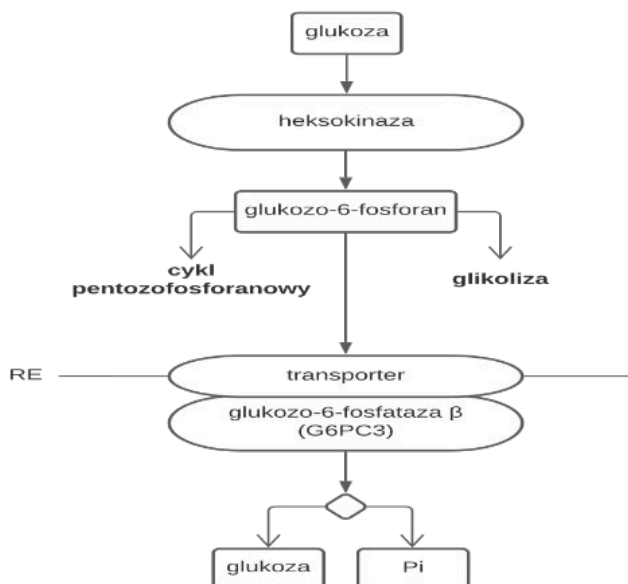 glukoza
heksokinaza
glukozo-6-fosforan
cykl
pentozofosforanowy
glikoliza
RE
transporter
glukozo-6-fosfataza β
(G6PC3)
glukoza
Pi